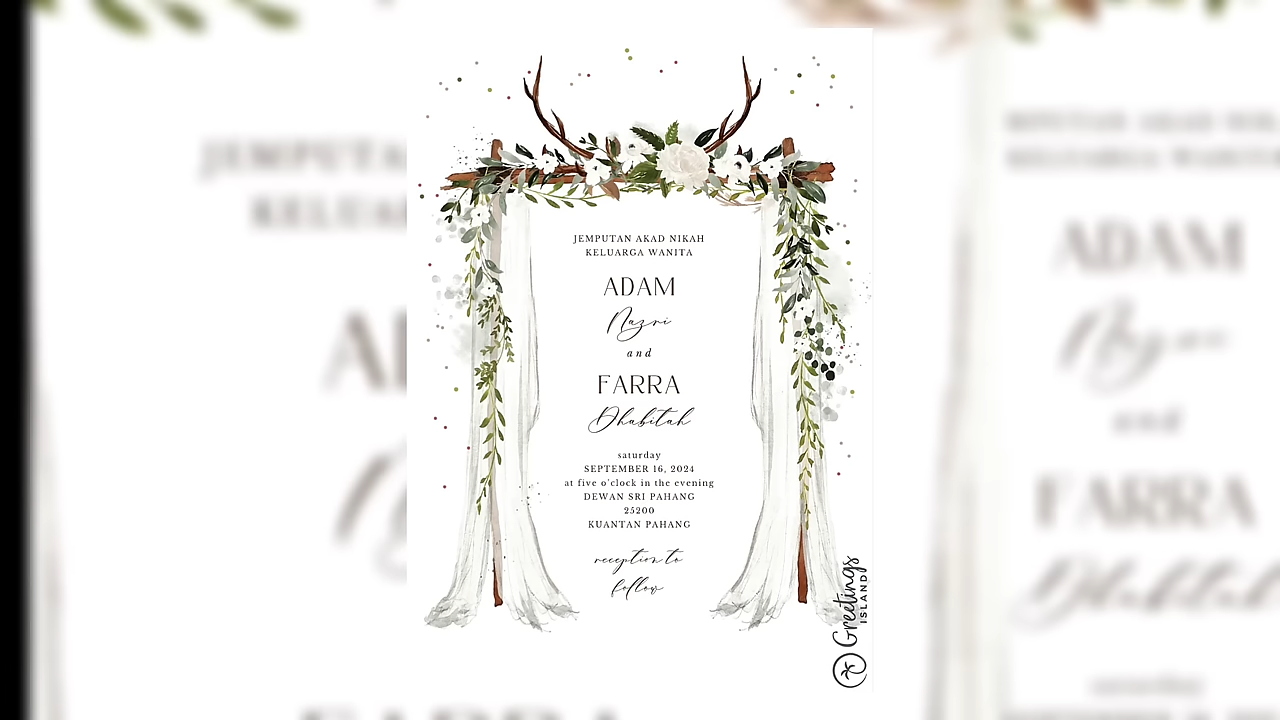 JEMPUTAN AKAD NIKAH
KELUARGA WANITA
ADAM
Nazri
and
FARRA
Dhabitah
saturday
SEPTEMBER 16, 2024
at five o'clock in the evening
DEWAN SRI PAHANG
25200
KUANTAN PAHANG
reception to
follow
Greetings
ISLAND